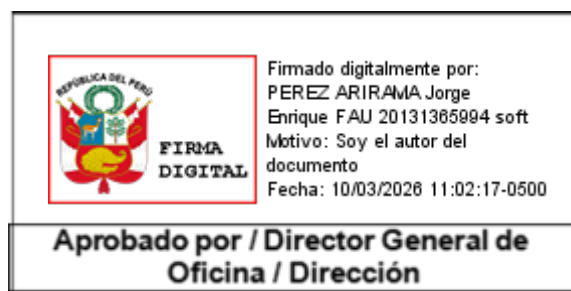 REPÚBLICA DEL PERÚ
FIRMA
DIGITAL
Firmado digitalmente por:
PEREZ ARIRAMA Jorge
Enrique FAU 20131365994 soft
Motivo: Soy el autor del
documento
Fecha: 10/03/2026 11:02:17-0500
Aprobado por / Director General de
Oficina / Dirección